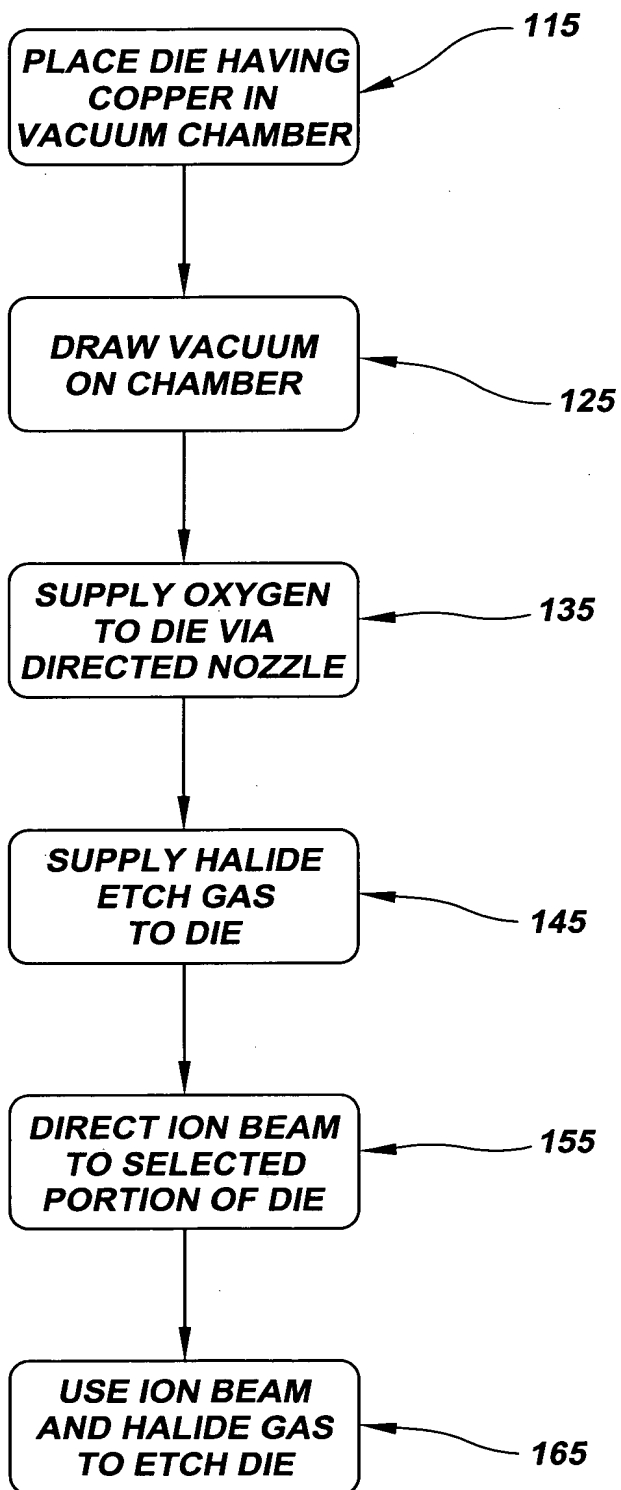 115
PLACE DIE HAVING
COPPER IN
VACUUM CHAMBER
DRAW VACUUM
ON CHAMBER
125
SUPPLY OXYGEN
TO DIE VIA
DIRECTED NOZZLE
135
SUPPLY HALIDE
ETCH GAS
TO DIE
145
DIRECT ION BEAM
TO SELECTED
PORTION OF DIE
155
USE ION BEAM
AND HALIDE GAS
TO ETCH DIE
165